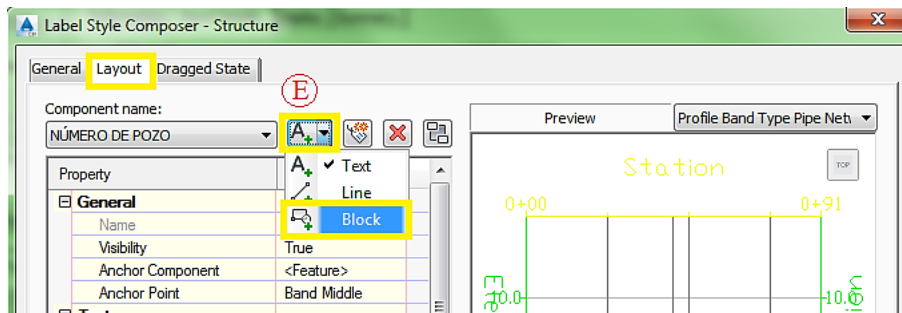 Label Style Composer - Structure
General Layout Dragged State
E
Component name:
NÚMERO DE POZO
Preview
Profile Band Type Pipe Netw
Property
Text
Line
Block
General
Name
Visibility True
Anchor Component <Feature>
Anchor Point Band Middle
TOP
Station
0+00 0+91
10.0 10.0